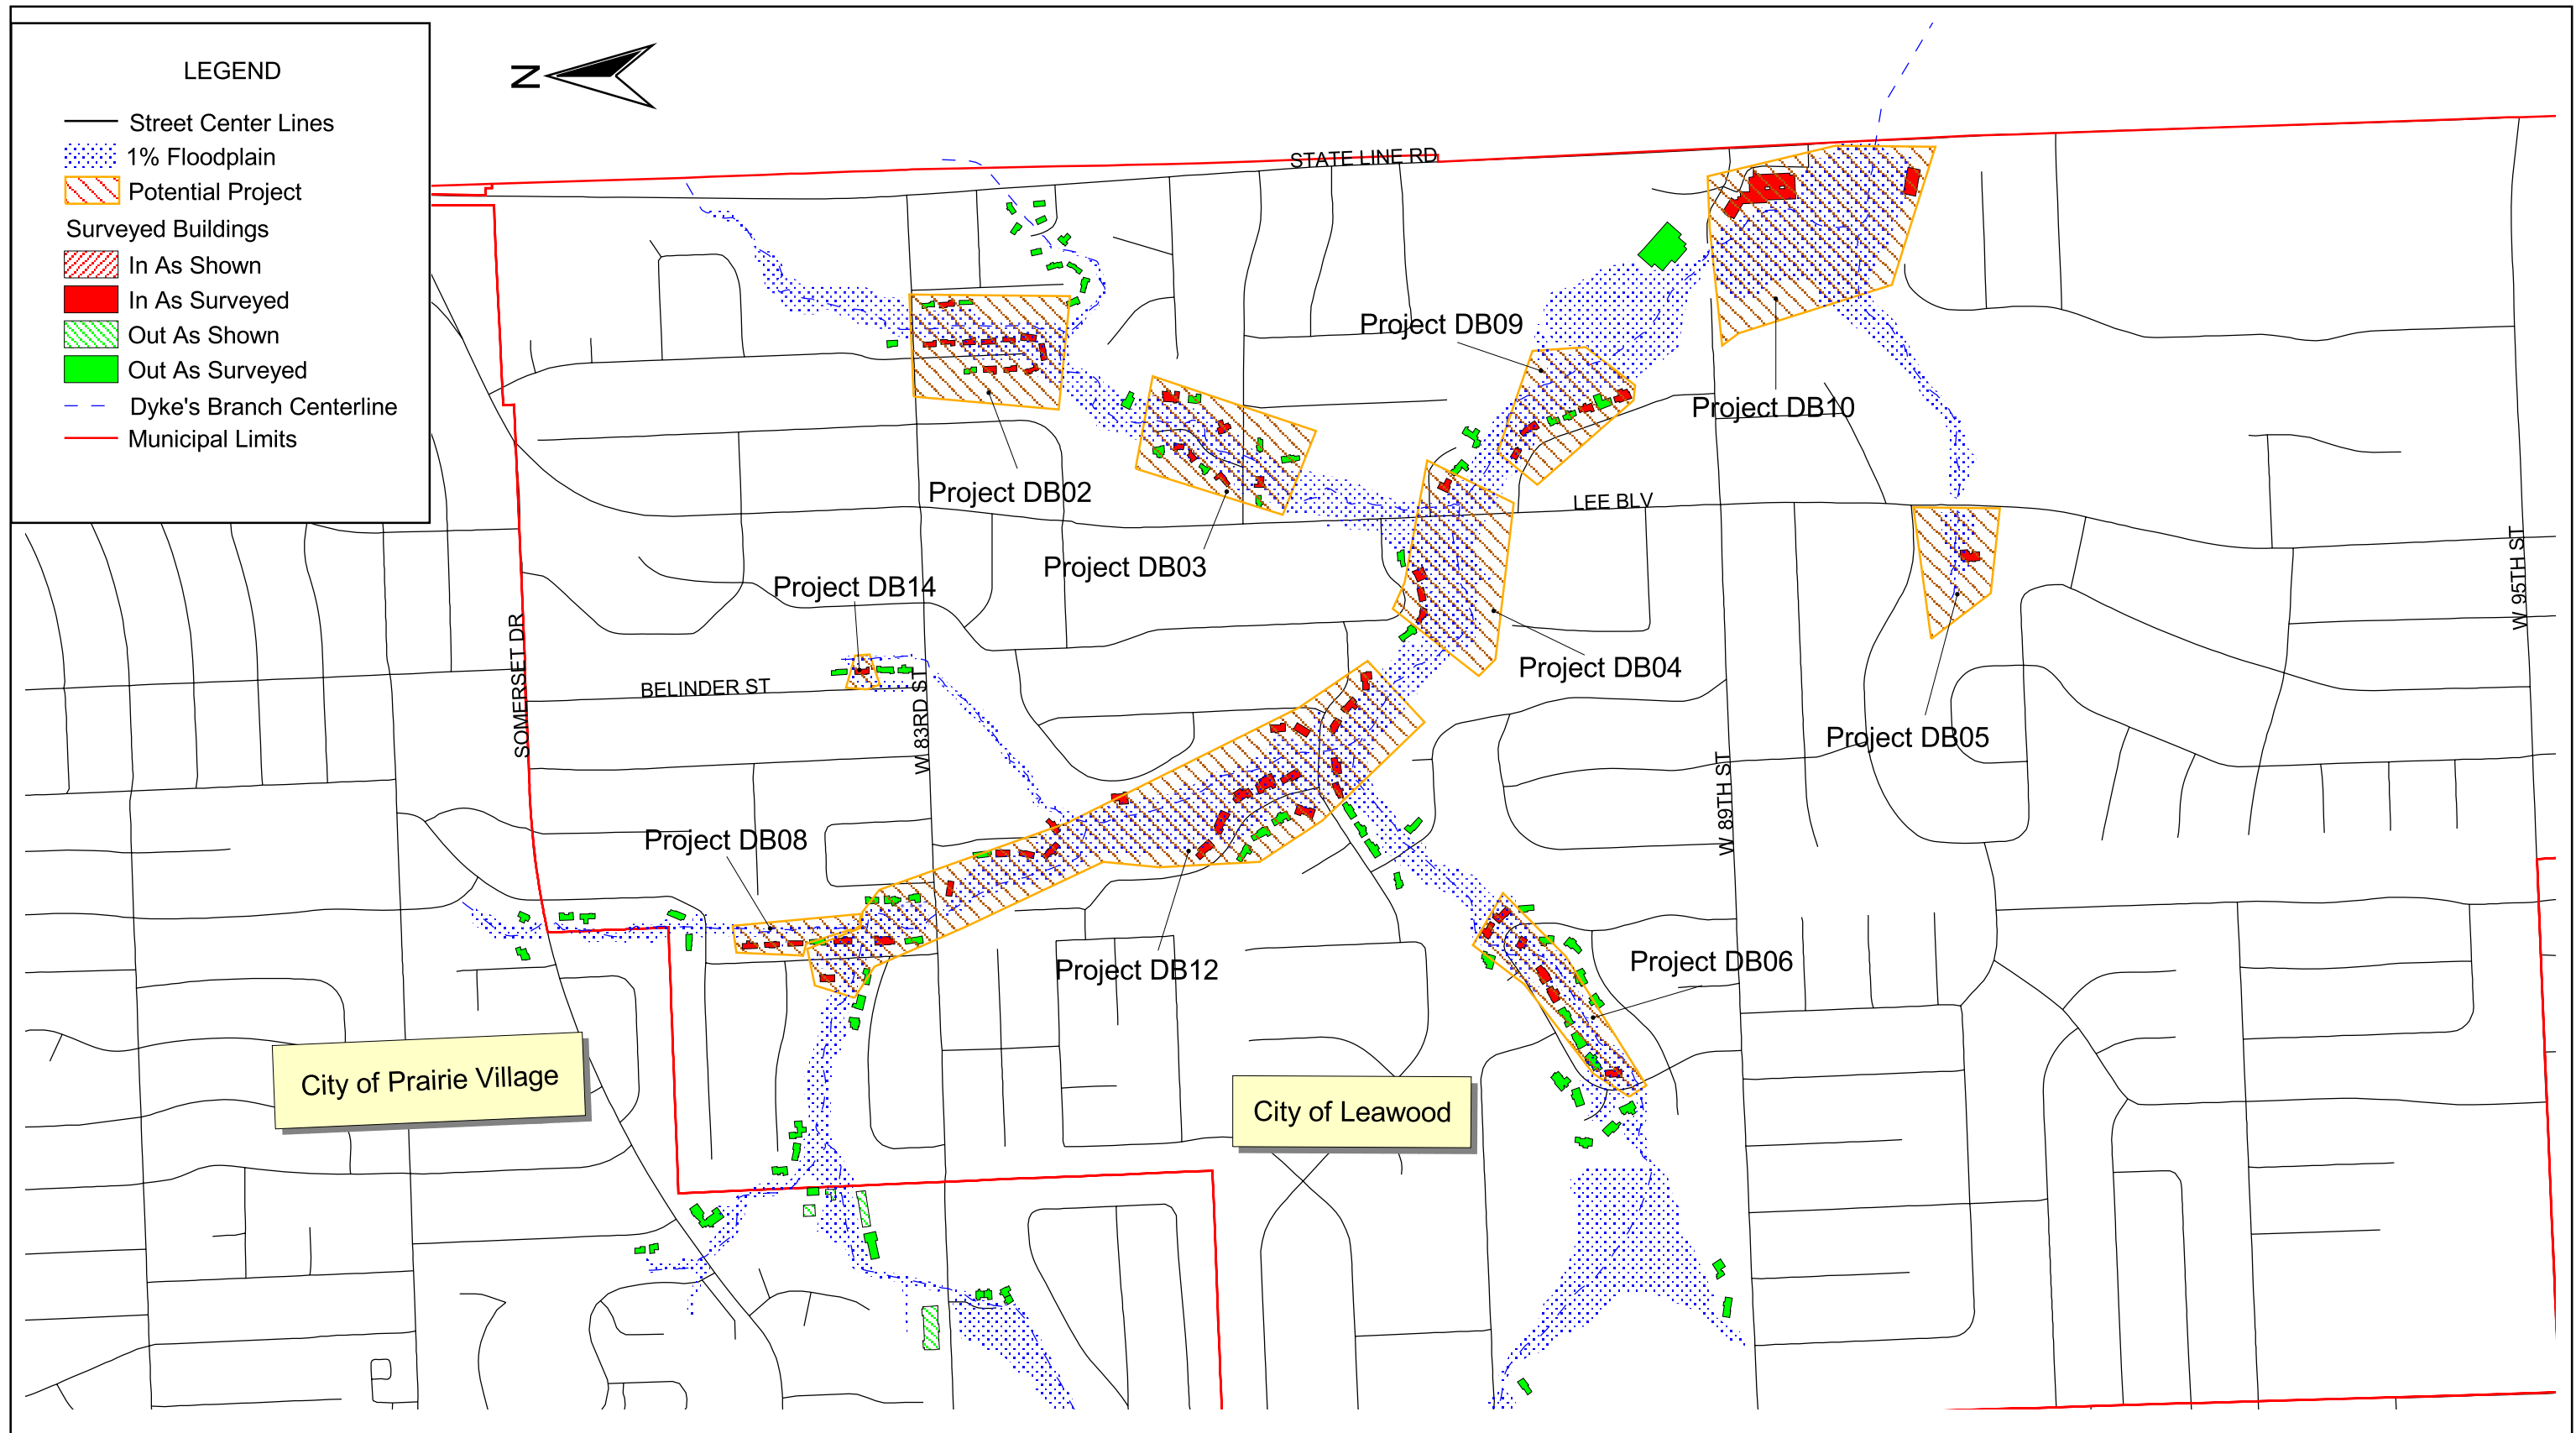 LEGEND
Street Center Lines
1% Floodplain
Potential Project
Surveyed Buildings
In As Shown
In As Surveyed
Out As Shown
Out As Surveyed
Dyke's Branch Centerline
Municipal Limits
N
STATE LINE RD
Project DB09
Project DB10
Project DB02
LEE BLV
Project DB03
Project DB14
W 95TH ST
SOMERSET DR
BELINDER ST
W 83RD ST
Project DB04
Project DB05
W 89TH ST
Project DB08
Project DB12
Project DB06
City of Prairie Village
City of Leawood